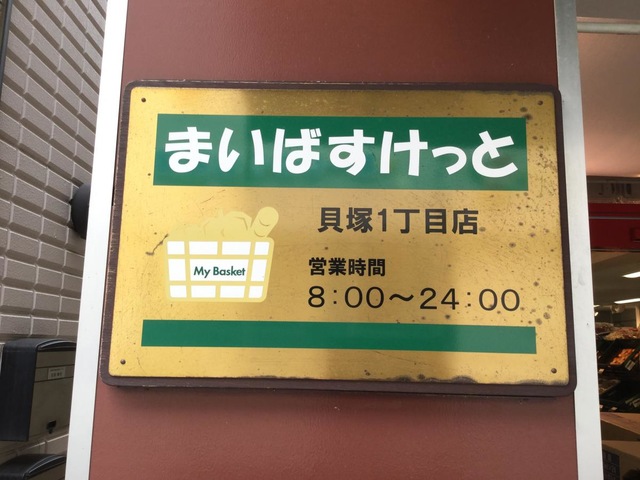 まいばすけっと
貝塚1丁目店
My Basket
営業時間
8:00〜24:00